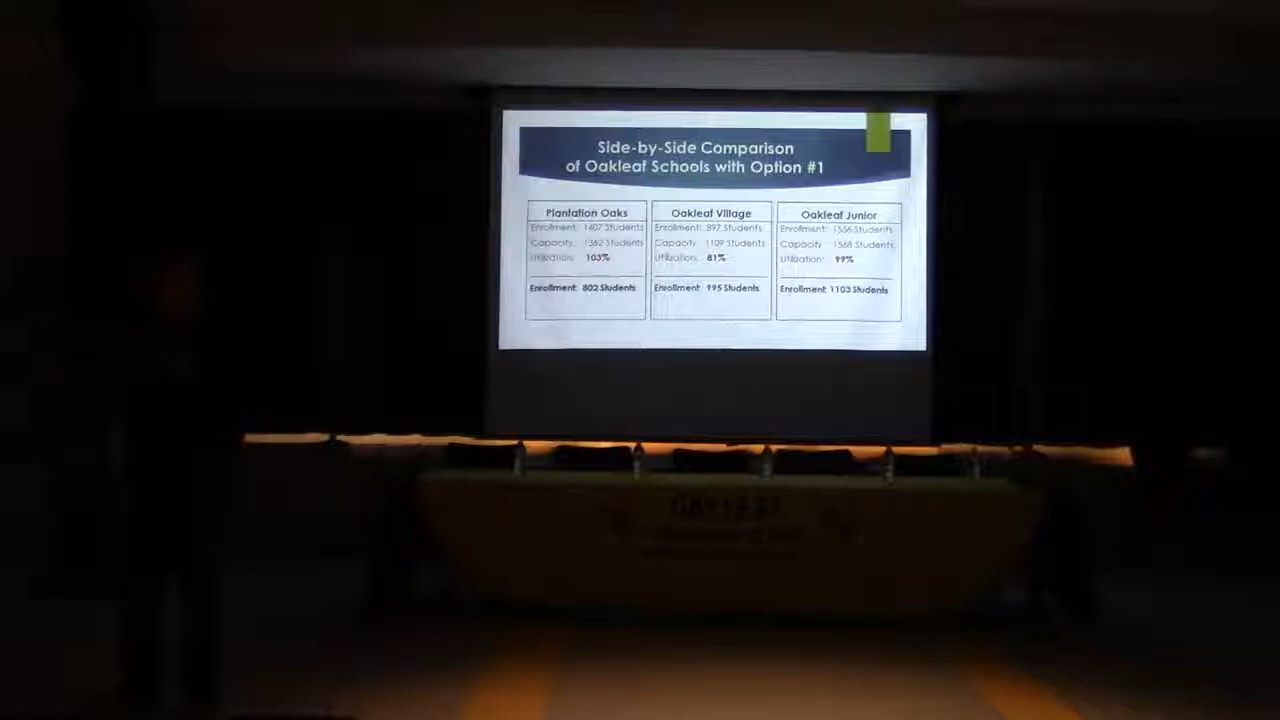 Side-by-Side Comparison
of Oakleaf Schools with Option #1
Plantation Oaks
Enrollment: 1407 Students
Capacity: 1362 Students
Utilization: 103%
Enrollment: 802 Students
Oakleaf Village
Enrollment: 897 Students
Capacity: 1109 Students
Utilization: 81%
Enrollment: 995 Students
Oakleaf Junior
Enrollment: 1556 Students
Capacity: 1568 Students
Utilization: 99%
Enrollment: 1103 Students